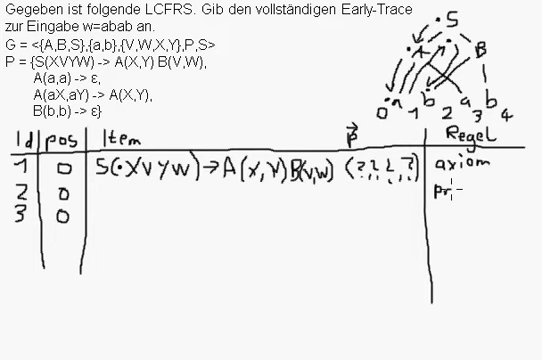 Gegeben ist folgende LCFRS. Gib den vollständigen Early-Trace
zur Eingabe w=abab an.
G = <{A,B,S},{a,b},{V,W,X,Y},P,S>
P = {S(XVYW) -> A(X,Y) B(V,W),
A(a,a) -> ε,
A(aX,aY) -> A(X,Y),
B(b,b) -> ε}
S
A B
a b a b
0 1 2 3 4
Id pos Item ρ⃗ Regel
1 0 S(•XVYW)→A(X,Y)B(V,W) (?,?,?,?) axiom
2 0 pr
3 0